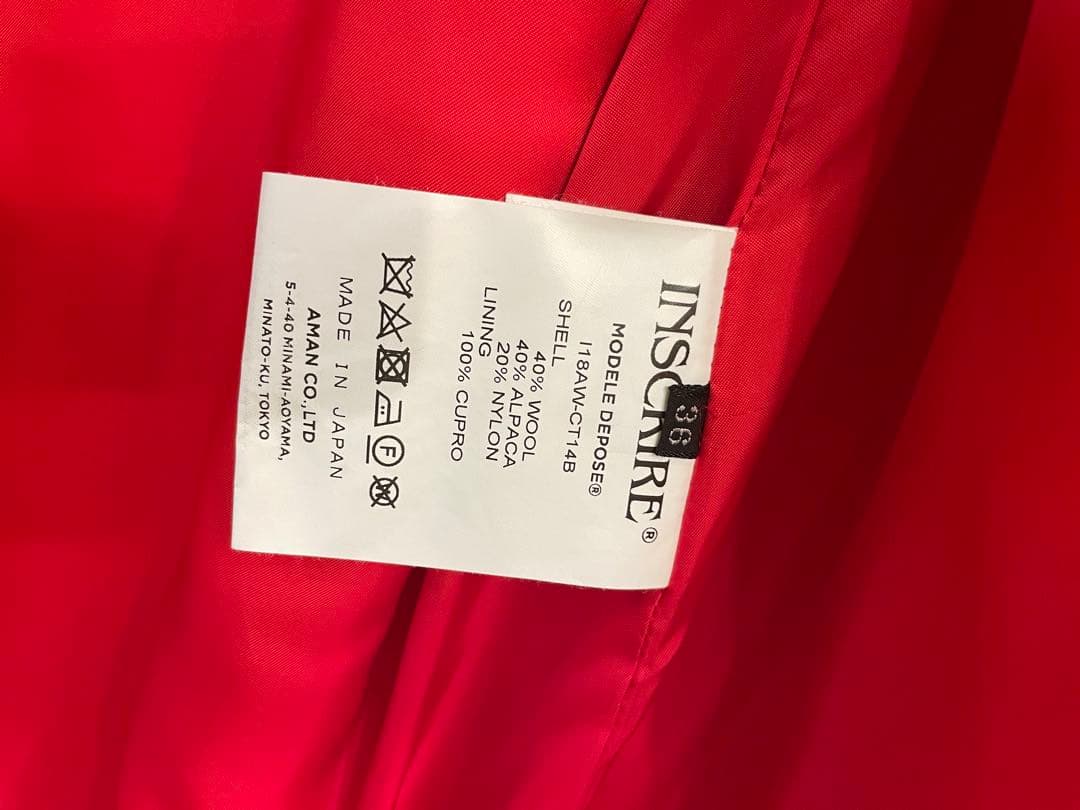 INSCRIRE®
36
MODELE DEPOSE®
I18AW-CT14B
SHELL
40% WOOL
40% ALPACA
20% NYLON
LINING
100% CUPRO
F
W
MADE IN JAPAN
AMAN CO.,LTD
5-4-40 MINAMI-AOYAMA,
MINATO-KU, TOKYO